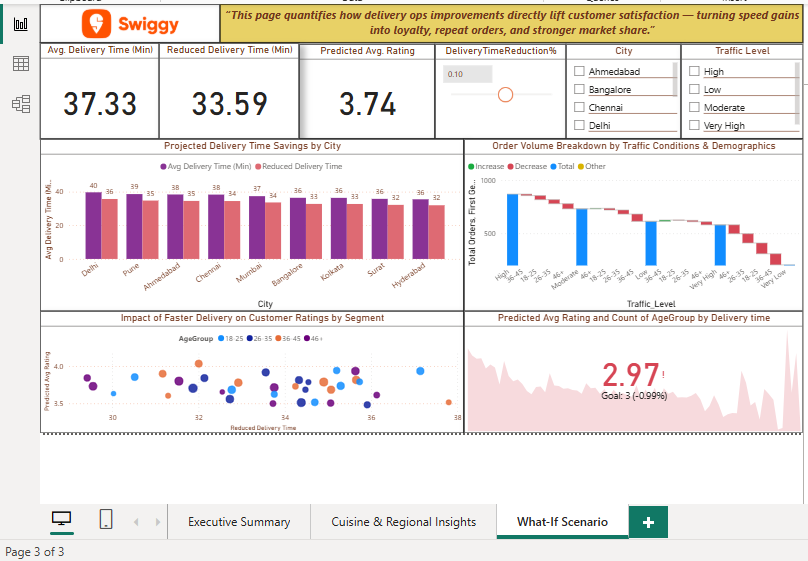 Swiggy
“This page quantifies how delivery ops improvements directly lift customer satisfaction — turning speed gains
into loyalty, repeat orders, and stronger market share.”
Avg. Delivery Time (Min)
37.33
Reduced Delivery Time (Min)
33.59
Predicted Avg. Rating
3.74
DeliveryTimeReduction%
0.10
City
Ahmedabad
Bangalore
Chennai
Delhi
Traffic Level
High
Low
Moderate
Very High
Projected Delivery Time Savings by City
Avg Delivery Time (Min) Reduced Delivery Time
Avg Delivery Time (Mi...
40
20
0
40 36 39 35 38 35 38 34 37 34 36 33 36 33 36 32 36 32
Delhi Pune Ahmedabad Chennai Mumbai Bangalore Kolkata Surat Hyderabad
City
Order Volume Breakdown by Traffic Conditions & Demographics
Increase Decrease Total Other
Total Orders, First Ge...
1000
500
High 36-45 18-25 26-35 46+ Moderate 46+ 18-25 26-35 36-45 Low 36-45 18-25 26-35 46+ Very High 46+ 26-35 18-25 36-45 Very Low
Traffic_Level
Impact of Faster Delivery on Customer Ratings by Segment
AgeGroup 18-25 26-35 36-45 46+
Predicted Avg Rating
4.0
3.5
30 32 34 36 38
Reduced Delivery Time
Predicted Avg Rating and Count of AgeGroup by Delivery time
2.97!
Goal: 3 (-0.99%)
Executive Summary
Cuisine & Regional Insights
What-If Scenario
+
Page 3 of 3